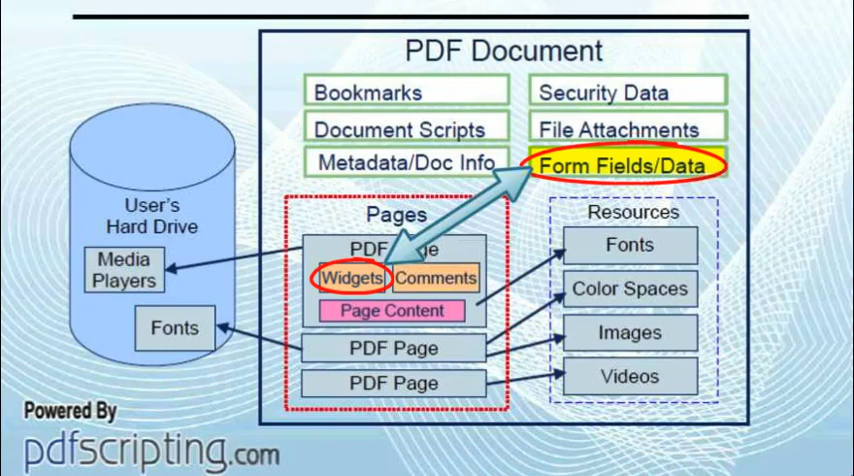 PDF Document
Bookmarks
Security Data
Document Scripts
File Attachments
Metadata/Doc Info
Form Fields/Data
User's
Hard Drive
Media
Players
Fonts
Pages
PDF Page
Widgets
Comments
Page Content
PDF Page
PDF Page
Resources
Fonts
Color Spaces
Images
Videos
Powered By
pdfscripting.com